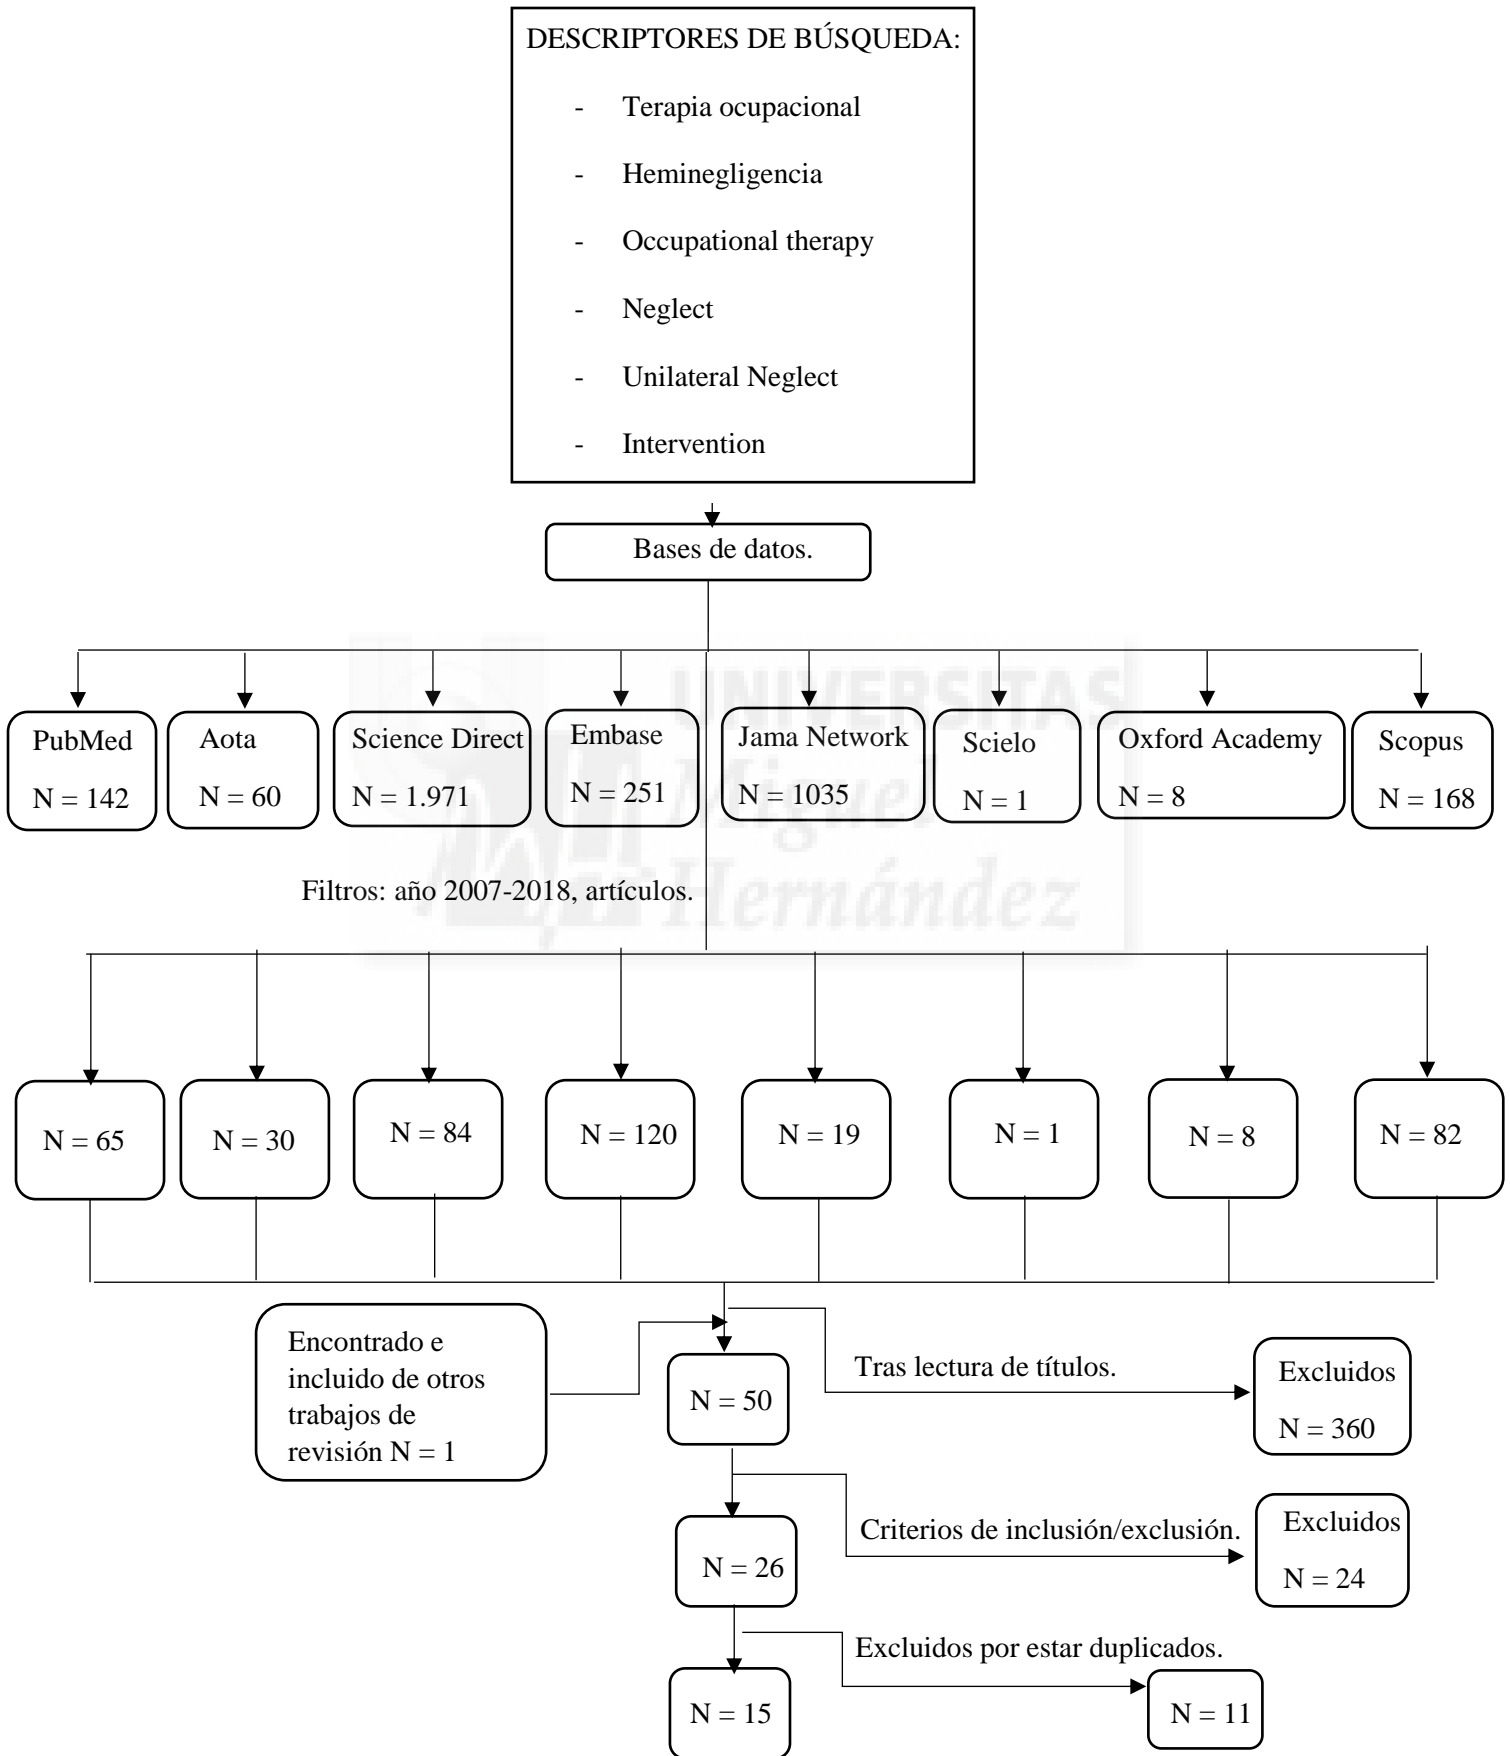 DESCRIPTORES DE BÚSQUEDA:
- Terapia ocupacional
- Heminegligencia
- Occupational therapy
- Neglect
- Unilateral Neglect
- Intervention
Bases de datos.
UNIVERSITAS
Miguel
Hernández
PubMed
N = 142
Aota
N = 60
Science Direct
N = 1.971
Embase
N = 251
Jama Network
N = 1035
Scielo
N = 1
Oxford Academy
N = 8
Scopus
N = 168
Filtros: año 2007-2018, artículos.
N = 65
N = 30
N = 84
N = 120
N = 19
N = 1
N = 8
N = 82
Encontrado e
incluido de otros
trabajos de
revisión N = 1
N = 50
Tras lectura de títulos.
Excluidos
N = 360
N = 26
Criterios de inclusión/exclusión.
Excluidos
N = 24
Excluidos por estar duplicados.
N = 15
N = 11